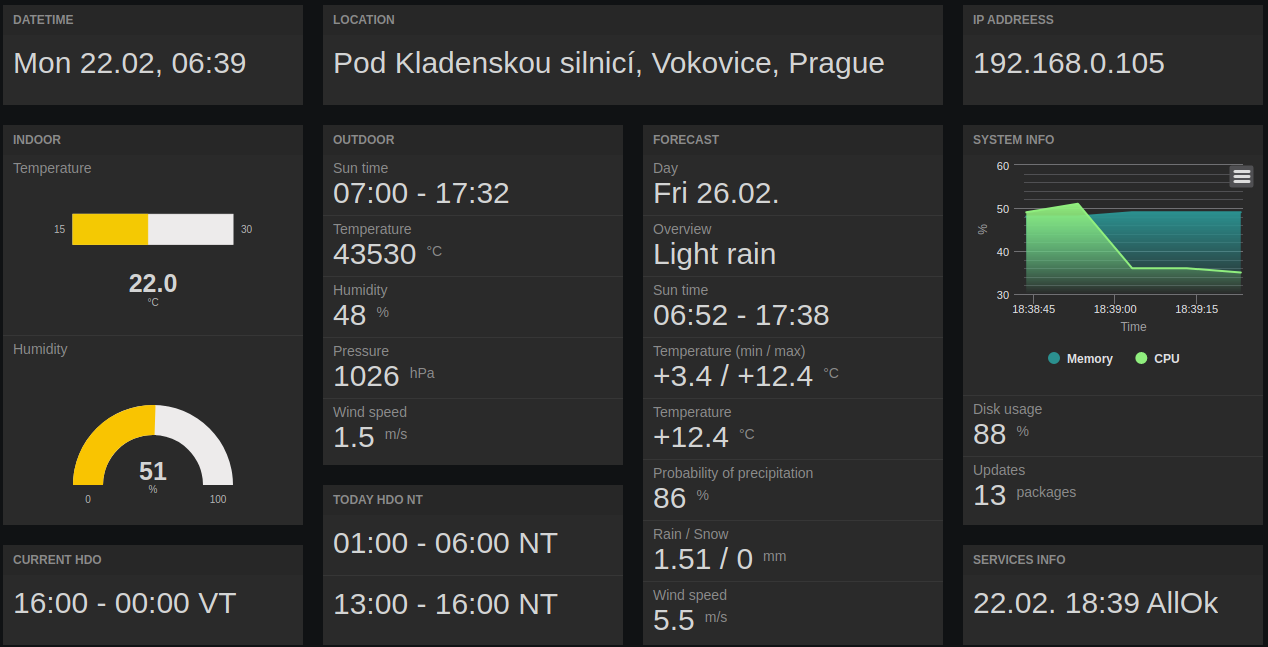 DATETIME
Mon 22.02, 06:39
LOCATION
Pod Kladenskou silnicí, Vokovice, Prague
IP ADDREESS
192.168.0.105
INDOOR
Temperature
15
30
22.0
°C
Humidity
51
%
0
100
CURRENT HDO
16:00 - 00:00 VT
OUTDOOR
Sun time
07:00 - 17:32
Temperature
43530 °C
Humidity
48 %
Pressure
1026 hPa
Wind speed
1.5 m/s
TODAY HDO NT
01:00 - 06:00 NT
13:00 - 16:00 NT
FORECAST
Day
Fri 26.02.
Overview
Light rain
Sun time
06:52 - 17:38
Temperature (min / max)
+3.4 / +12.4 °C
Temperature
+12.4 °C
Probability of precipitation
86 %
Rain / Snow
1.51 / 0 mm
Wind speed
5.5 m/s
SYSTEM INFO
60
50
%
40
30
18:38:45 18:39:00 18:39:15
Time
Memory CPU
Disk usage
88 %
Updates
13 packages
SERVICES INFO
22.02. 18:39 AllOk